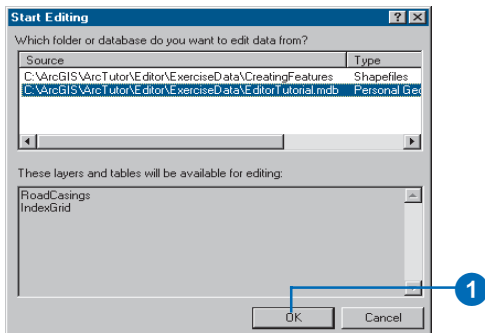 Start Editing
Which folder or database do you want to edit data from?
Source Type
C:\ArcGIS\ArcTutor\Editor\ExerciseData\CreatingFeatures Shapefiles
C:\ArcGIS\ArcTutor\Editor\ExerciseData\EditorTutorial.mdb Personal Geo
These layers and tables will be available for editing:
RoadCasings
IndexGrid
1
OK Cancel